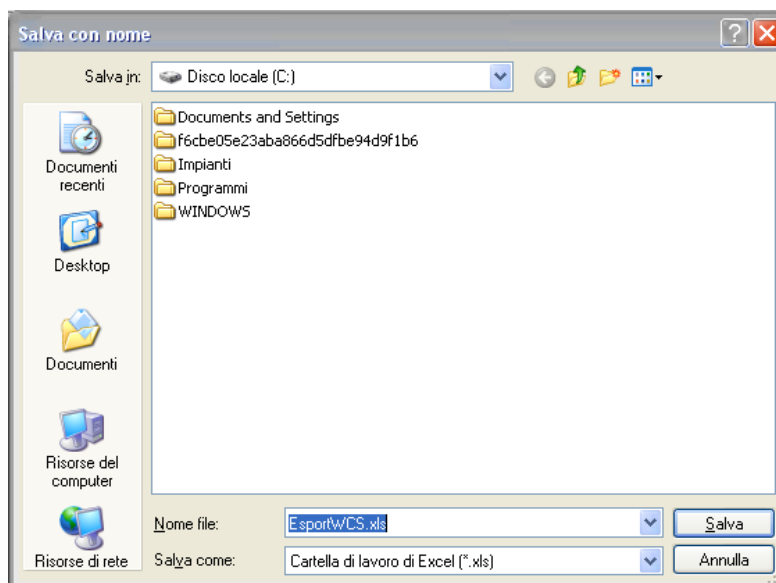 Salva con nome
Salva in: Disco locale (C:)
Documents and Settings
f6cbe05e23aba866d5dfbe94d9f1b6
Impianti
Programmi
WINDOWS
Documenti
recenti
Desktop
Documenti
Risorse del
computer
Risorse di rete
Nome file: EsportWCS.xls Salva
Salva come: Cartella di lavoro di Excel (*.xls) Annulla